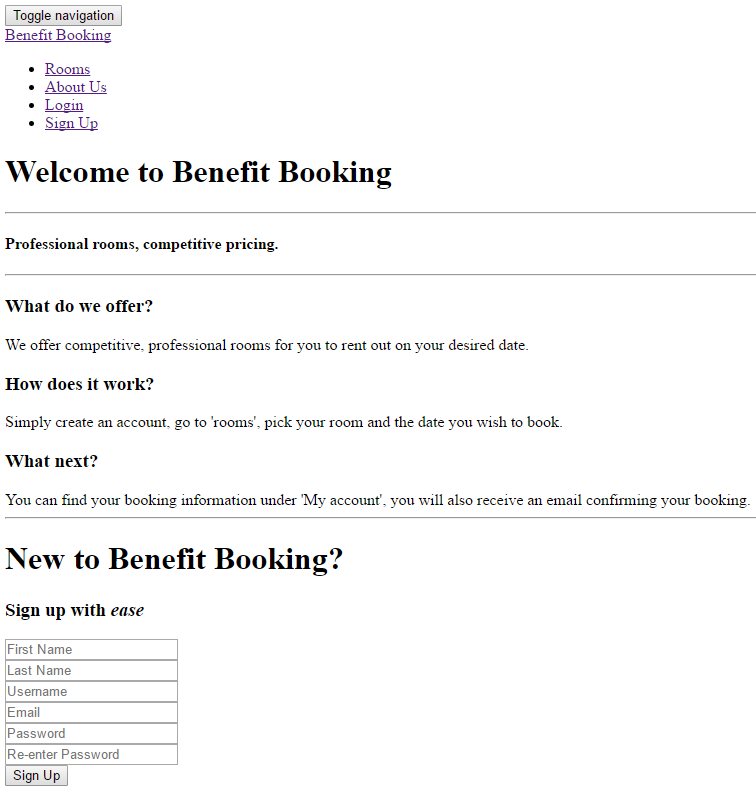 Toggle navigation
Benefit Booking
Rooms
About Us
Login
Sign Up
Welcome to Benefit Booking
Professional rooms, competitive pricing.
What do we offer?
We offer competitive, professional rooms for you to rent out on your desired date.
How does it work?
Simply create an account, go to 'rooms', pick your room and the date you wish to book.
What next?
You can find your booking information under 'My account', you will also receive an email confirming your booking.
New to Benefit Booking?
Sign up with ease
First Name
Last Name
Username
Email
Password
Re-enter Password
Sign Up